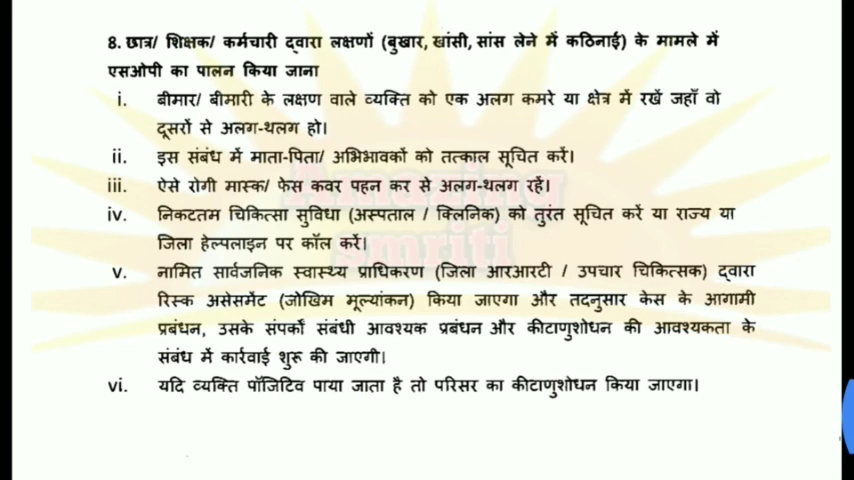 8. छात्र/ शिक्षक/ कर्मचारी द्वारा लक्षणों (बुखार, खांसी, सांस लेने में कठिनाई) के मामले में
एसओपी का पालन किया जाना
i. बीमार/ बीमारी के लक्षण वाले व्यक्ति को एक अलग कमरे या क्षेत्र में रखें जहाँ वो
दूसरों से अलग-थलग हो।
ii. इस संबंध में माता-पिता/ अभिभावकों को तत्काल सूचित करें।
iii. ऐसे रोगी मास्क/ फेस कवर पहन कर से अलग-थलग रहें।
iv. निकटतम चिकित्सा सुविधा (अस्पताल / क्लिनिक) को तुरंत सूचित करें या राज्य या
जिला हेल्पलाइन पर कॉल करें।
v. नामित सार्वजनिक स्वास्थ्य प्राधिकरण (जिला आरआरटी / उपचार चिकित्सक) द्वारा
रिस्क असेसमेंट (जोखिम मूल्यांकन) किया जाएगा और तदनुसार केस के आगामी
प्रबंधन, उसके संपर्कों संबंधी आवश्यक प्रबंधन और कीटाणुशोधन की आवश्यकता के
संबंध में कार्रवाई शुरू की जाएगी।
vi. यदि व्यक्ति पॉजिटिव पाया जाता है तो परिसर का कीटाणुशोधन किया जाएगा।
Amazing
smriti